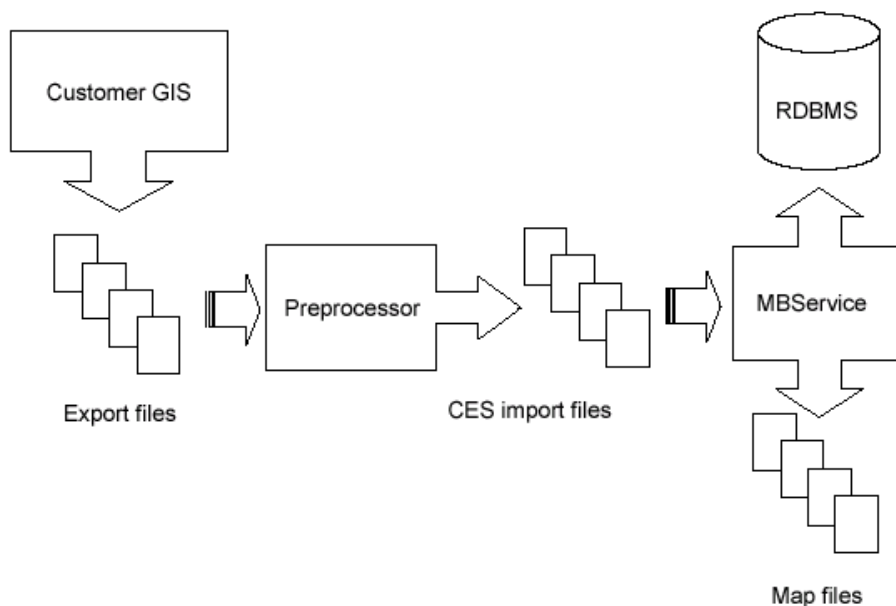 Customer GIS
RDBMS
Preprocessor
MBService
Export files
CES import files
Map files